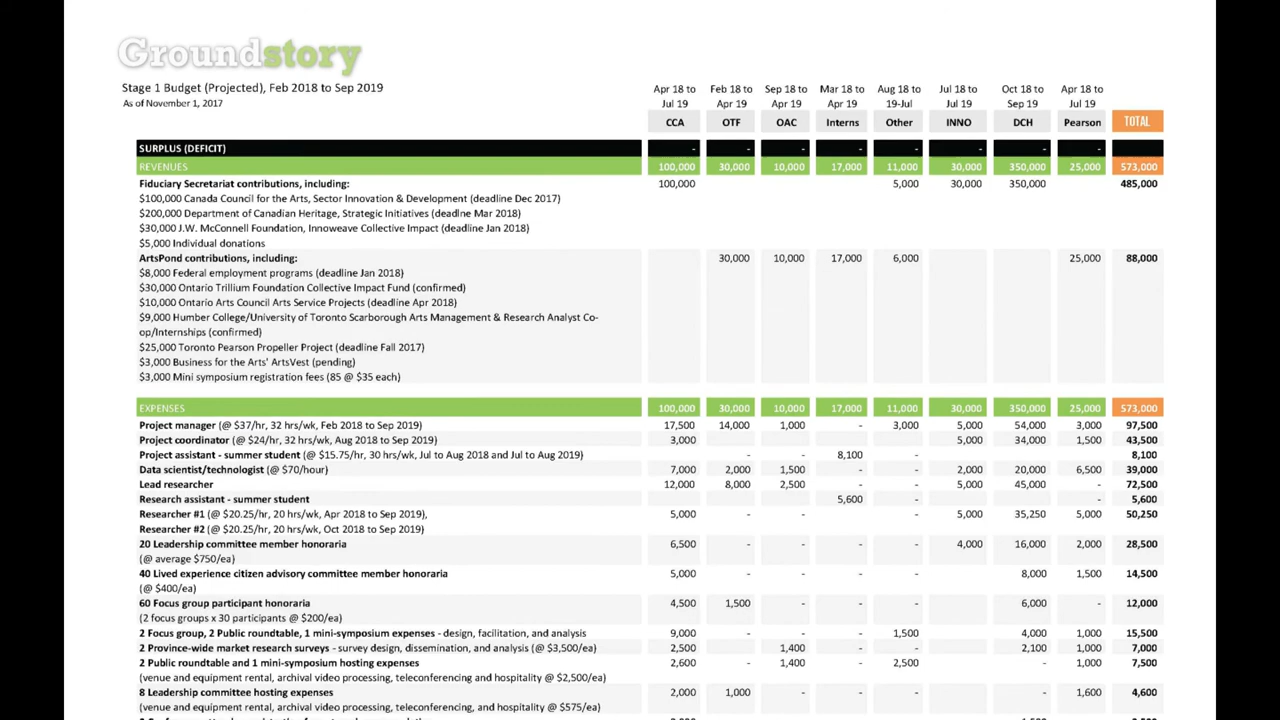 Groundstory
Stage 1 Budget (Projected), Feb 2018 to Sep 2019
As of November 1, 2017
Apr 18 to Feb 18 to Sep 18 to Mar 18 to Aug 18 to Jul 18 to Oct 18 to Apr 18 to
Jul 19 Apr 19 Apr 19 Apr 19 19-Jul Jul 19 Sep 19 Jul 19
CCA OTF OAC Interns Other INNO DCH Pearson TOTAL
SURPLUS (DEFICIT) - - - - - - - -
REVENUES 100,000 30,000 10,000 17,000 11,000 30,000 350,000 25,000 573,000
Fiduciary Secretariat contributions, including: 100,000 5,000 30,000 350,000 485,000
$100,000 Canada Council for the Arts, Sector Innovation & Development (deadline Dec 2017)
$200,000 Department of Canadian Heritage, Strategic Initiatives (deadlne Mar 2018)
$30,000 J.W. McConnell Foundation, Innoweave Collective Impact (deadline Jan 2018)
$5,000 Individual donations
ArtsPond contributions, including: 30,000 10,000 17,000 6,000 25,000 88,000
$8,000 Federal employment programs (deadline Jan 2018)
$30,000 Ontario Trillium Foundation Collective Impact Fund (confirmed)
$10,000 Ontario Arts Council Arts Service Projects (deadline Apr 2018)
$9,000 Humber College/University of Toronto Scarborough Arts Management & Research Analyst Co-
op/Internships (confirmed)
$25,000 Toronto Pearson Propeller Project (deadline Fall 2017)
$3,000 Business for the Arts' ArtsVest (pending)
$3,000 Mini symposium registration fees (85 @ $35 each)
EXPENSES 100,000 30,000 10,000 17,000 11,000 30,000 350,000 25,000 573,000
Project manager (@ $37/hr, 32 hrs/wk, Feb 2018 to Sep 2019) 17,500 14,000 1,000 - 3,000 5,000 54,000 3,000 97,500
Project coordinator (@ $24/hr, 32 hrs/wk, Aug 2018 to Sep 2019) 3,000 - 5,000 34,000 1,500 43,500
Project assistant - summer student (@ $15.75/hr, 30 hrs/wk, Jul to Aug 2018 and Jul to Aug 2019) - - 8,100 - 8,100
Data scientist/technologist (@ $70/hour) 7,000 2,000 1,500 - 2,000 20,000 6,500 39,000
Lead researcher 12,000 8,000 2,500 - 5,000 45,000 - 72,500
Research assistant - summer student 5,600 - - 5,600
Researcher #1 (@ $20.25/hr, 20 hrs/wk, Apr 2018 to Sep 2019), 5,000 - - - 5,000 35,250 5,000 50,250
Researcher #2 (@ $20.25/hr, 20 hrs/wk, Oct 2018 to Sep 2019)
20 Leadership committee member honoraria 6,500 - - - - 4,000 16,000 2,000 28,500
(@ average $750/ea)
40 Lived experience citizen advisory committee member honoraria 5,000 - - - - 8,000 1,500 14,500
(@ $400/ea)
60 Focus group participant honoraria 4,500 1,500 - - - 6,000 - 12,000
(2 focus groups x 30 participants @ $200/ea)
2 Focus group, 2 Public roundtable, 1 mini-symposium expenses - design, facilitation, and analysis 9,000 - - - 1,500 4,000 1,000 15,500
2 Province-wide market research surveys - survey design, dissemination, and analysis (@ $3,500/ea) 2,500 1,400 - - 2,100 1,000 7,000
2 Public roundtable and 1 mini-symposium hosting expenses 2,600 - 1,400 - 2,500 - 1,000 7,500
(venue and equipment rental, archival video processing, teleconferencing and hospitality @ $2,500/ea)
8 Leadership committee hosting expenses 2,000 1,000 - - - - 1,600 4,600
(venue and equipment rental, archival video processing, teleconferencing, and hospitality @ $575/ea)